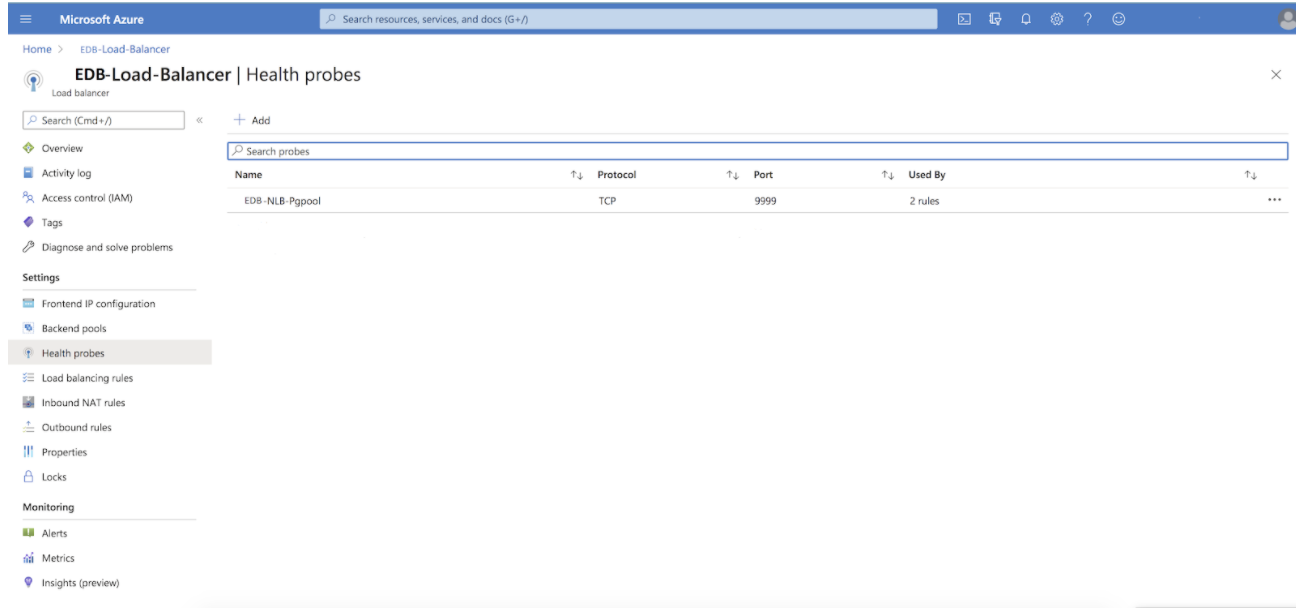 Microsoft Azure
Search resources, services, and docs (G+/)
Home > EDB-Load-Balancer
EDB-Load-Balancer | Health probes
Load balancer
Search (Cmd+/)
Add
Overview
Search probes
Activity log
Name Protocol Port Used By
Access control (IAM)
EDB-NLB-Pgpool TCP 9999 2 rules
Tags
Diagnose and solve problems
Settings
Frontend IP configuration
Backend pools
Health probes
Load balancing rules
Inbound NAT rules
Outbound rules
Properties
Locks
Monitoring
Alerts
Metrics
Insights (preview)